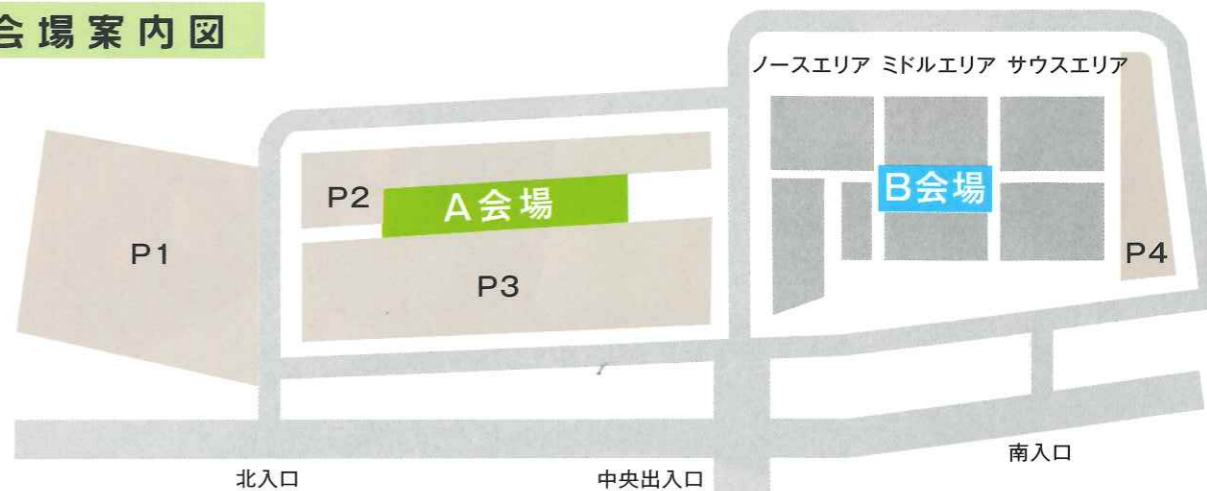 会場案内図
ノースエリア ミドルエリア サウスエリア
P2
A会場
B会場
P1
P3
P4
北入口
中央出入口
南入口